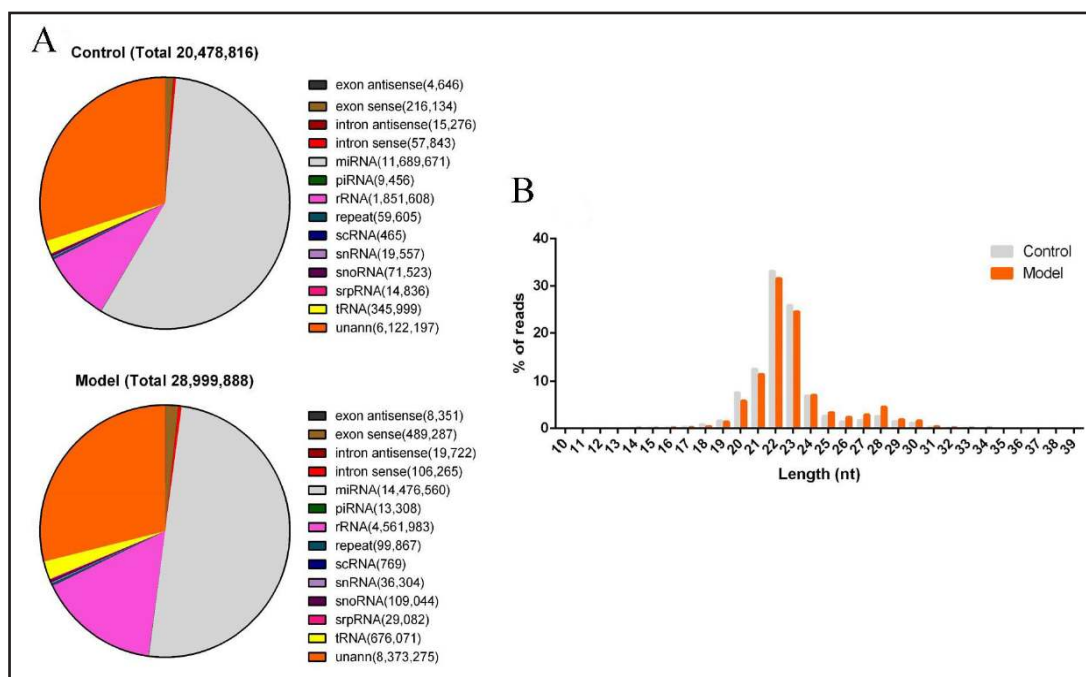 A
Control (Total 20,478,816)
exon antisense(4,646)
exon sense(216,134)
intron antisense(15,276)
intron sense(57,843)
miRNA(11,689,671)
piRNA(9,456)
rRNA(1,851,608)
repeat(59,605)
scRNA(465)
snRNA(19,557)
snoRNA(71,523)
srpRNA(14,836)
tRNA(345,999)
unann(6,122,197)
Model (Total 28,999,888)
exon antisense(8,351)
exon sense(489,287)
intron antisense(19,722)
intron sense(106,265)
miRNA(14,476,560)
piRNA(13,308)
rRNA(4,561,983)
repeat(99,867)
scRNA(769)
snRNA(36,304)
snoRNA(109,044)
srpRNA(29,082)
tRNA(676,071)
unann(8,373,275)
B
Control
Model
% of reads
40
30
20
10
0
10 11 12 13 14 15 16 17 18 19 20 21 22 23 24 25 26 27 28 29 30 31 32 33 34 35 36 37 38 39
Length (nt)